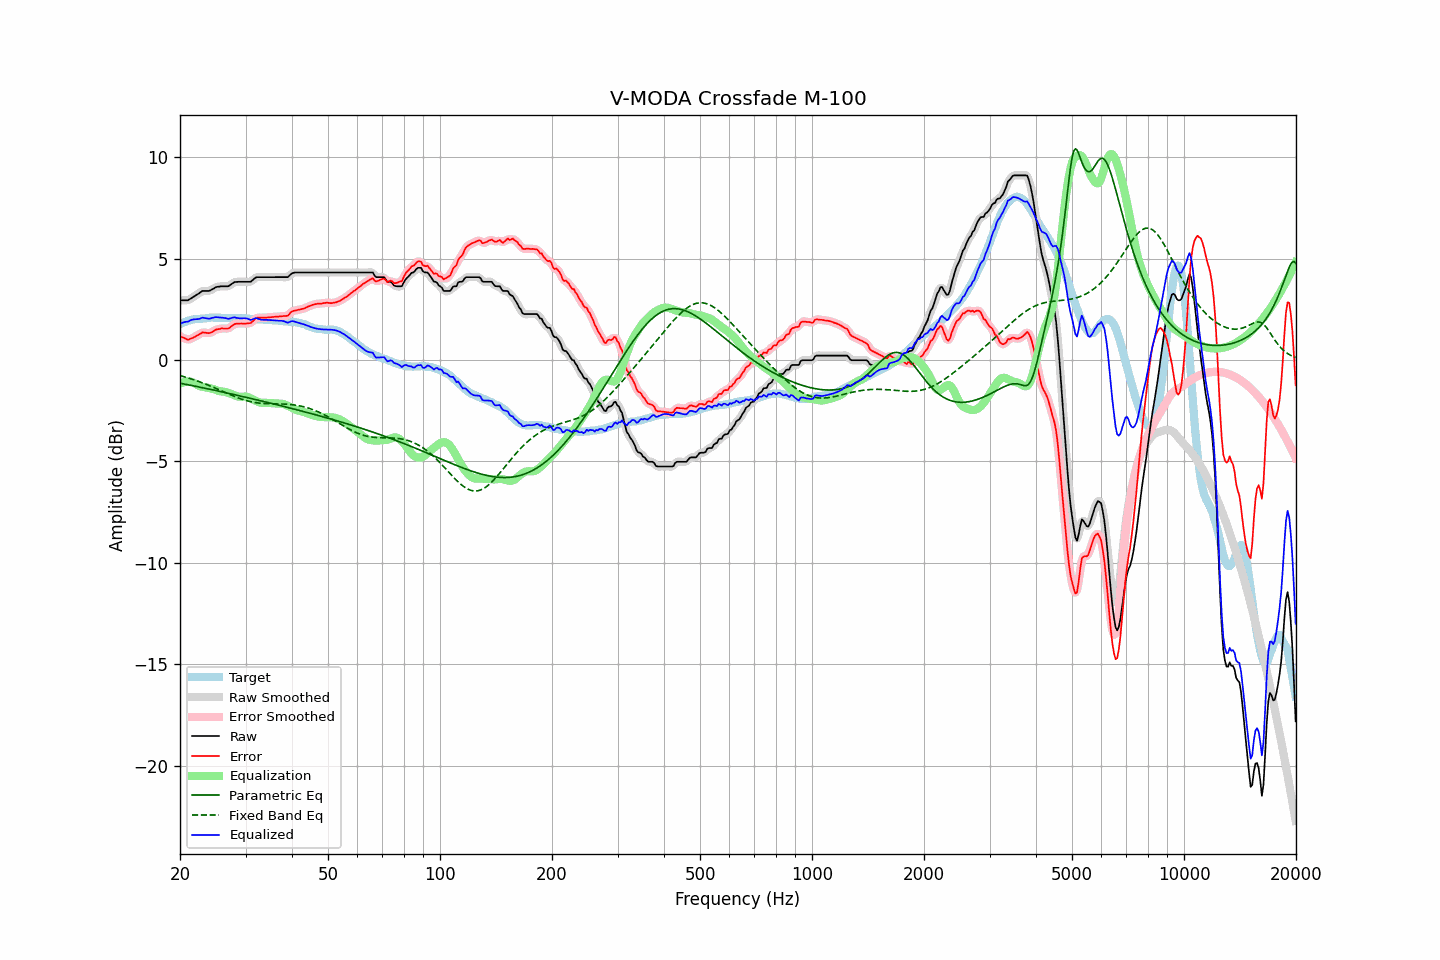 V-MODA Crossfade M-100
Amplitude (dBr)
10
5
0
−5
−10
−15
−20
Target
Raw Smoothed
Error Smoothed
Raw
Error
Equalization
Parametric Eq
Fixed Band Eq
Equalized
20 50 100 200 500 1000 2000 5000 10000 20000
Frequency (Hz)